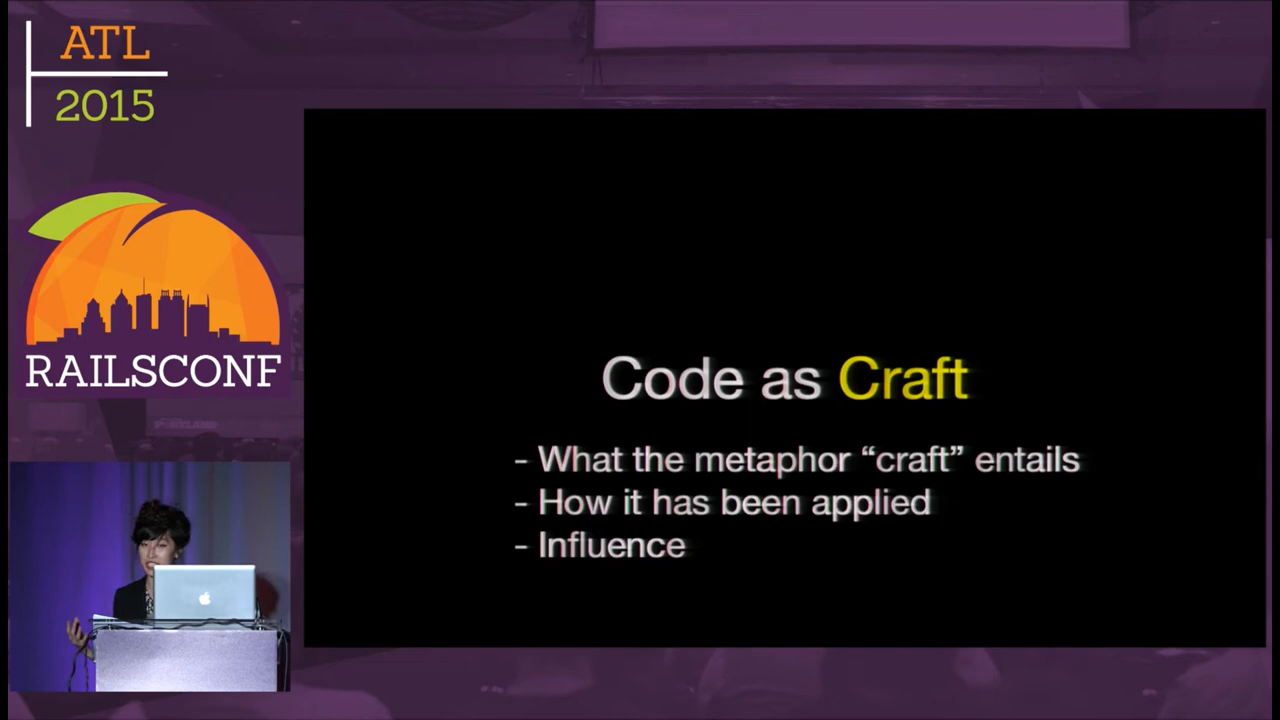 ATL
2015
RAILSCONF
Code as Craft
- What the metaphor “craft” entails
- How it has been applied
- Influence